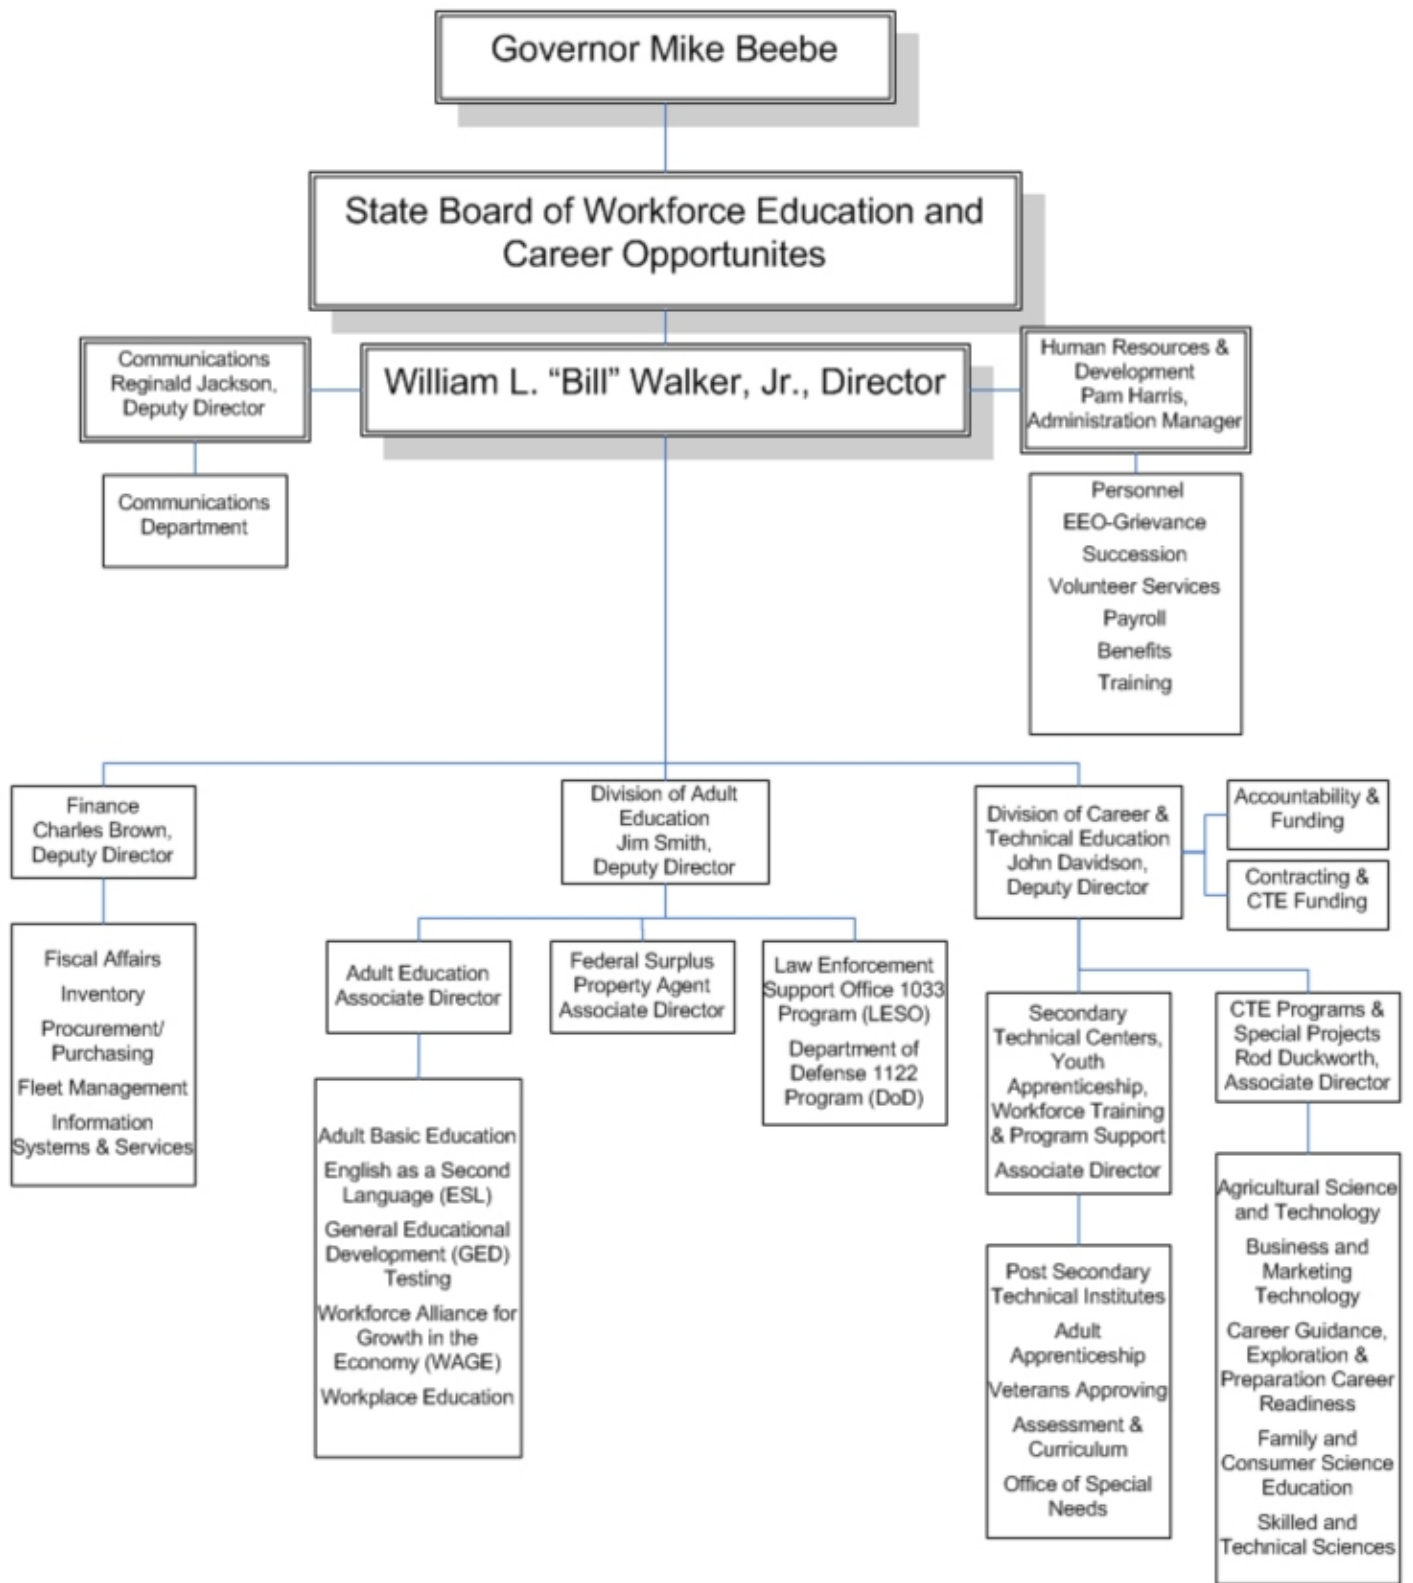 Governor Mike Beebe
State Board of Workforce Education and
Career Opportunites
Communications
Reginald Jackson,
Deputy Director
William L. “Bill” Walker, Jr., Director
Human Resources &
Development
Pam Harris,
Administration Manager
Communications
Department
Personnel
EEO-Grievance
Succession
Volunteer Services
Payroll
Benefits
Training
Finance
Charles Brown,
Deputy Director
Fiscal Affairs
Inventory
Procurement/
Purchasing
Fleet Management
Information
Systems & Services
Division of Adult
Education
Jim Smith,
Deputy Director
Adult Education
Associate Director
Adult Basic Education
English as a Second
Language (ESL)
General Educational
Development (GED)
Testing
Workforce Alliance for
Growth in the
Economy (WAGE)
Workplace Education
Federal Surplus
Property Agent
Associate Director
Law Enforcement
Support Office 1033
Program (LESO)
Department of
Defense 1122
Program (DoD)
Division of Career &
Technical Education
John Davidson,
Deputy Director
Accountability &
Funding
Contracting &
CTE Funding
Secondary
Technical Centers,
Youth
Apprenticeship,
Workforce Training
& Program Support
Associate Director
Post Secondary
Technical Institutes
Adult
Apprenticeship
Veterans Approving
Assessment &
Curriculum
Office of Special
Needs
CTE Programs &
Special Projects
Rod Duckworth,
Associate Director
Agricultural Science
and Technology
Business and
Marketing
Technology
Career Guidance,
Exploration &
Preparation Career
Readiness
Family and
Consumer Science
Education
Skilled and
Technical Sciences